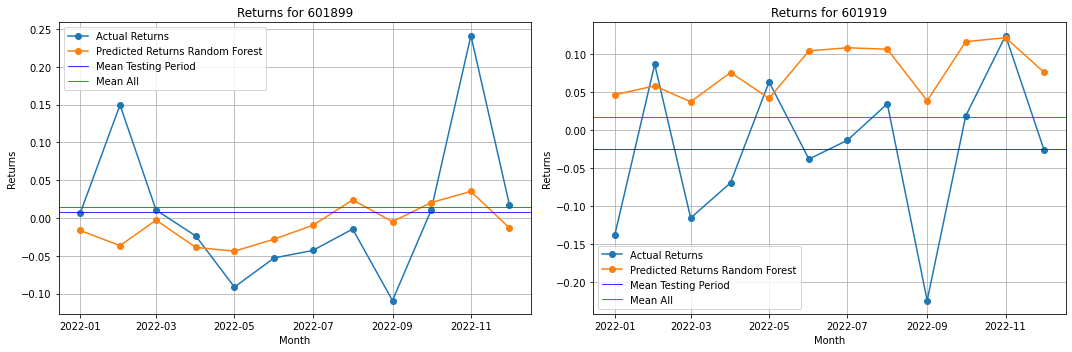 Returns for 601899
Actual Returns
Predicted Returns Random Forest
Mean Testing Period
Mean All
0.25
0.20
0.15
0.10
0.05
0.00
−0.05
−0.10
Returns
2022-01
2022-03
2022-05
2022-07
2022-09
2022-11
Month
Returns for 601919
0.10
0.05
0.00
−0.05
−0.10
−0.15
−0.20
Returns
Actual Returns
Predicted Returns Random Forest
Mean Testing Period
Mean All
2022-01
2022-03
2022-05
2022-07
2022-09
2022-11
Month